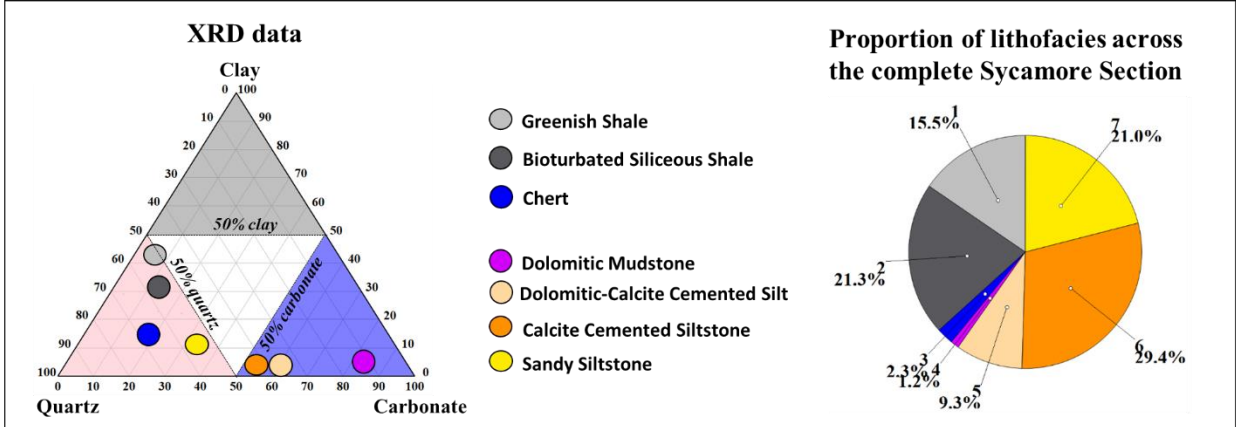 XRD data
Clay
0 100
10 90
20 80
30 70
40 60
50 50% clay 50
60 40
70 50% quartz 50% carbonate 30
80 20
90 10
100 0
0 10 20 30 40 50 60 70 80 90 100
Quartz Carbonate
Greenish Shale
Bioturbated Siliceous Shale
Chert
Dolomitic Mudstone
Dolomitic-Calcite Cemented Silt
Calcite Cemented Siltstone
Sandy Siltstone
Proportion of lithofacies across
the complete Sycamore Section
1
15.5%
7
21.0%
2
21.3%
3
2.3%
4
1.2%
5
9.3%
6
29.4%